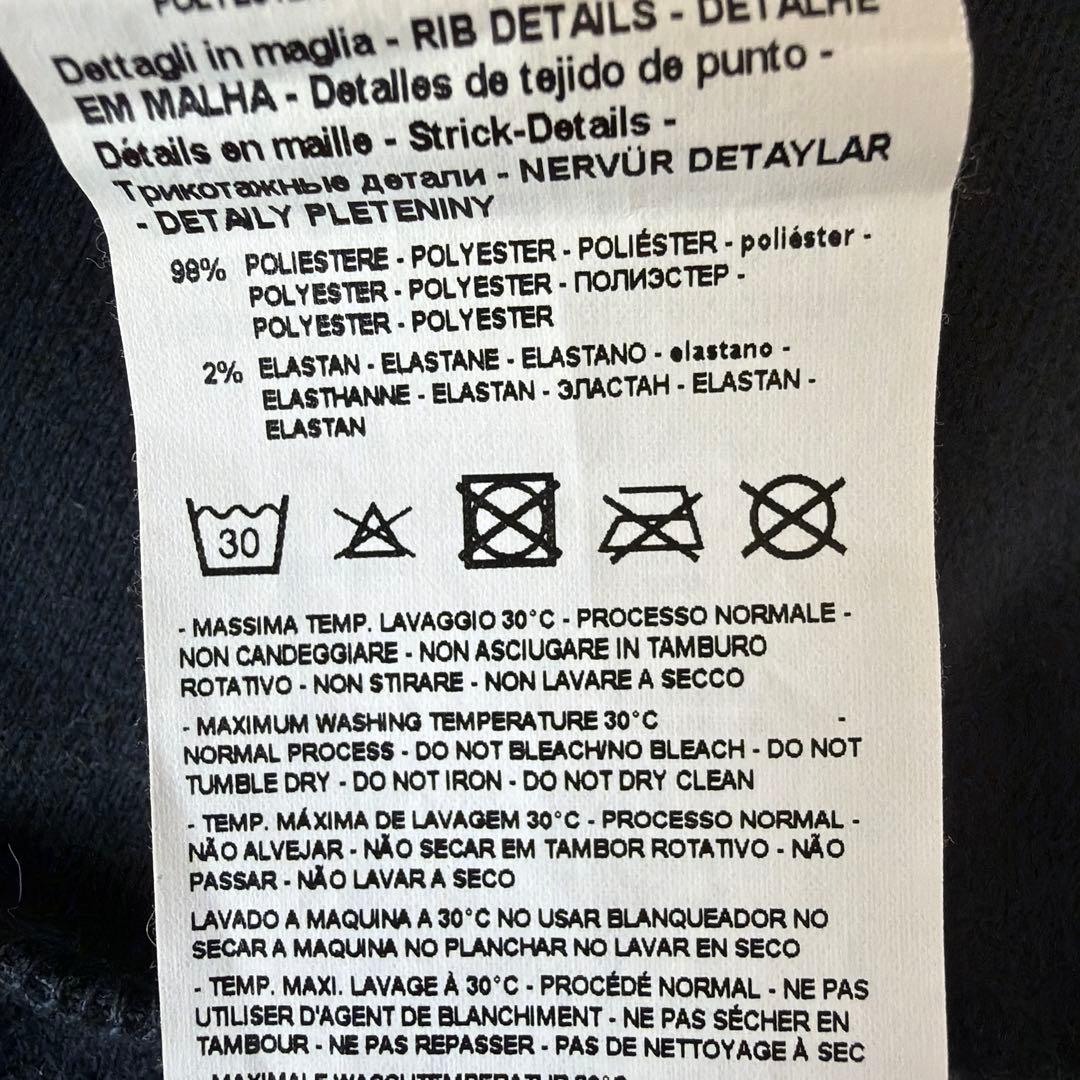 Dettagli in maglia - RIB DETAILS - DETALHE
EM MALHA - Detalles de tejido de punto -
Détails en maille - Strick-Details -
Трикотажные детали - NERVÜR DETAYLAR
- DETAILY PLETENINY
98% POLIESTERE - POLYESTER - POLIÉSTER - poliéster -
POLYESTER - POLYESTER - ПОЛИЭСТЕР -
POLYESTER - POLYESTER
2% ELASTAN - ELASTANE - ELASTANO - elastano -
ELASTHANNE - ELASTAN - ЭЛАСТАН - ELASTAN -
ELASTAN
30
- MASSIMA TEMP. LAVAGGIO 30°C - PROCESSO NORMALE -
NON CANDEGGIARE - NON ASCIUGARE IN TAMBURO
ROTATIVO - NON STIRARE - NON LAVARE A SECCO
- MAXIMUM WASHING TEMPERATURE 30°C -
NORMAL PROCESS - DO NOT BLEACH/NO BLEACH - DO NOT
TUMBLE DRY - DO NOT IRON - DO NOT DRY CLEAN
- TEMP. MÁXIMA DE LAVAGEM 30°C - PROCESSO NORMAL -
NÃO ALVEJAR - NÃO SECAR EM TAMBOR ROTATIVO - NÃO
PASSAR - NÃO LAVAR A SECO
LAVADO A MAQUINA A 30°C NO USAR BLANQUEADOR NO
SECAR A MAQUINA NO PLANCHAR NO LAVAR EN SECO
- TEMP. MAXI. LAVAGE À 30°C - PROCÉDÉ NORMAL - NE PAS
UTILISER D'AGENT DE BLANCHIMENT - NE PAS SÉCHER EN
TAMBOUR - NE PAS REPASSER - PAS DE NETTOYAGE À SEC